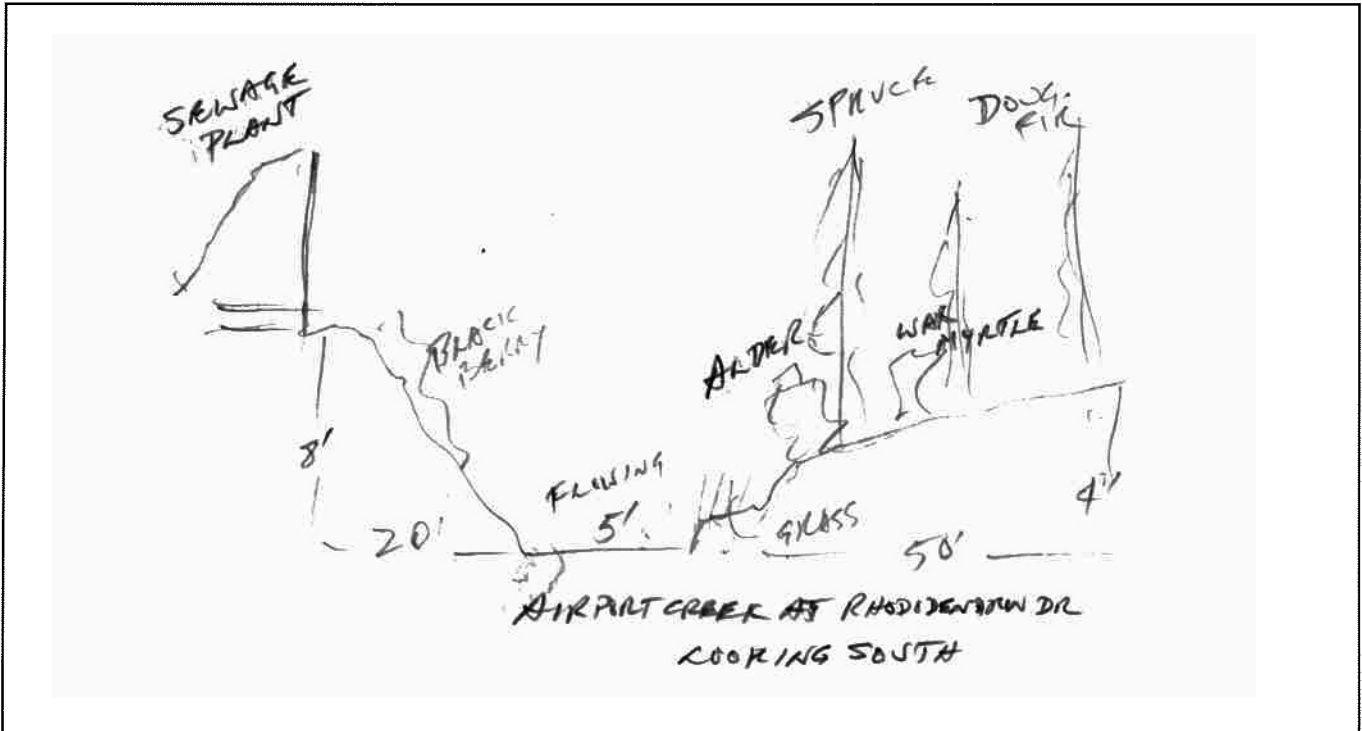 SEWAGE
PLANT
SPRUCE
DOUG.
FIR
BLACK
BERRY
ALDER
WAX
MYRTLE
8'
FLOWING
5'
GRASS
4'
20'
50'
AIRPORT CREEK AT RHODIDENDRON DR
LOOKING SOUTH